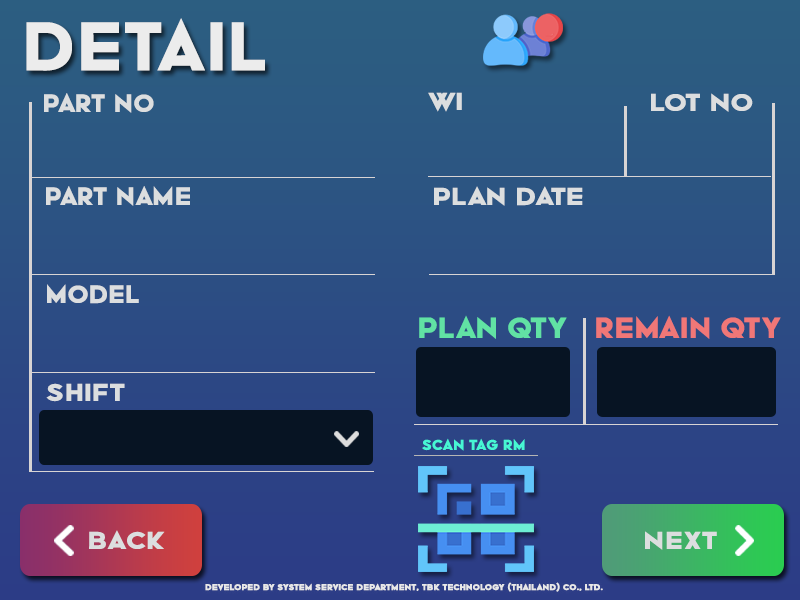 DETAIL
PART NO
WI
LOT NO
PART NAME
PLAN DATE
MODEL
PLAN QTY
REMAIN QTY
SHIFT
SCAN TAG RM
BACK
NEXT
DEVELOPED BY SYSTEM SERVICE DEPARTMENT, TBK TECHNOLOGY (THAILAND) CO., LTD.